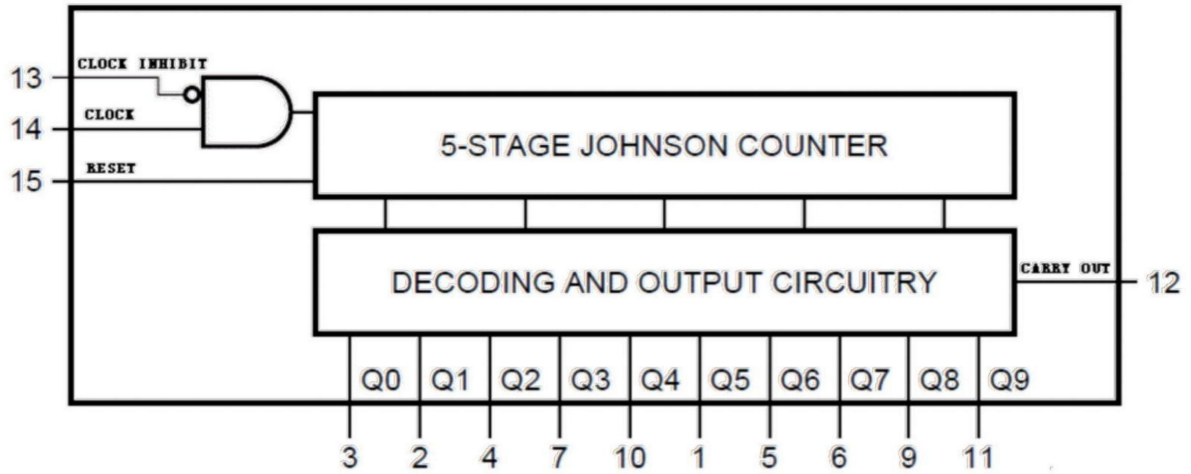 CLOCK INHIBIT
13
CLOCK
14
5-STAGE JOHNSON COUNTER
RESET
15
DECODING AND OUTPUT CIRCUITRY
CARRY OUT
12
Q0 Q1 Q2 Q3 Q4 Q5 Q6 Q7 Q8 Q9
3 2 4 7 10 1 5 6 9 11